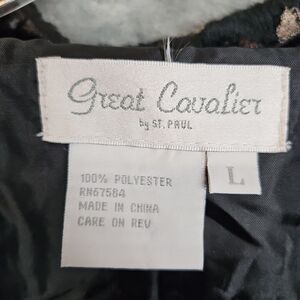 Great Cavalier
by ST. PAUL
L
100% POLYESTER
RN67584
MADE IN CHINA
CARE ON REV